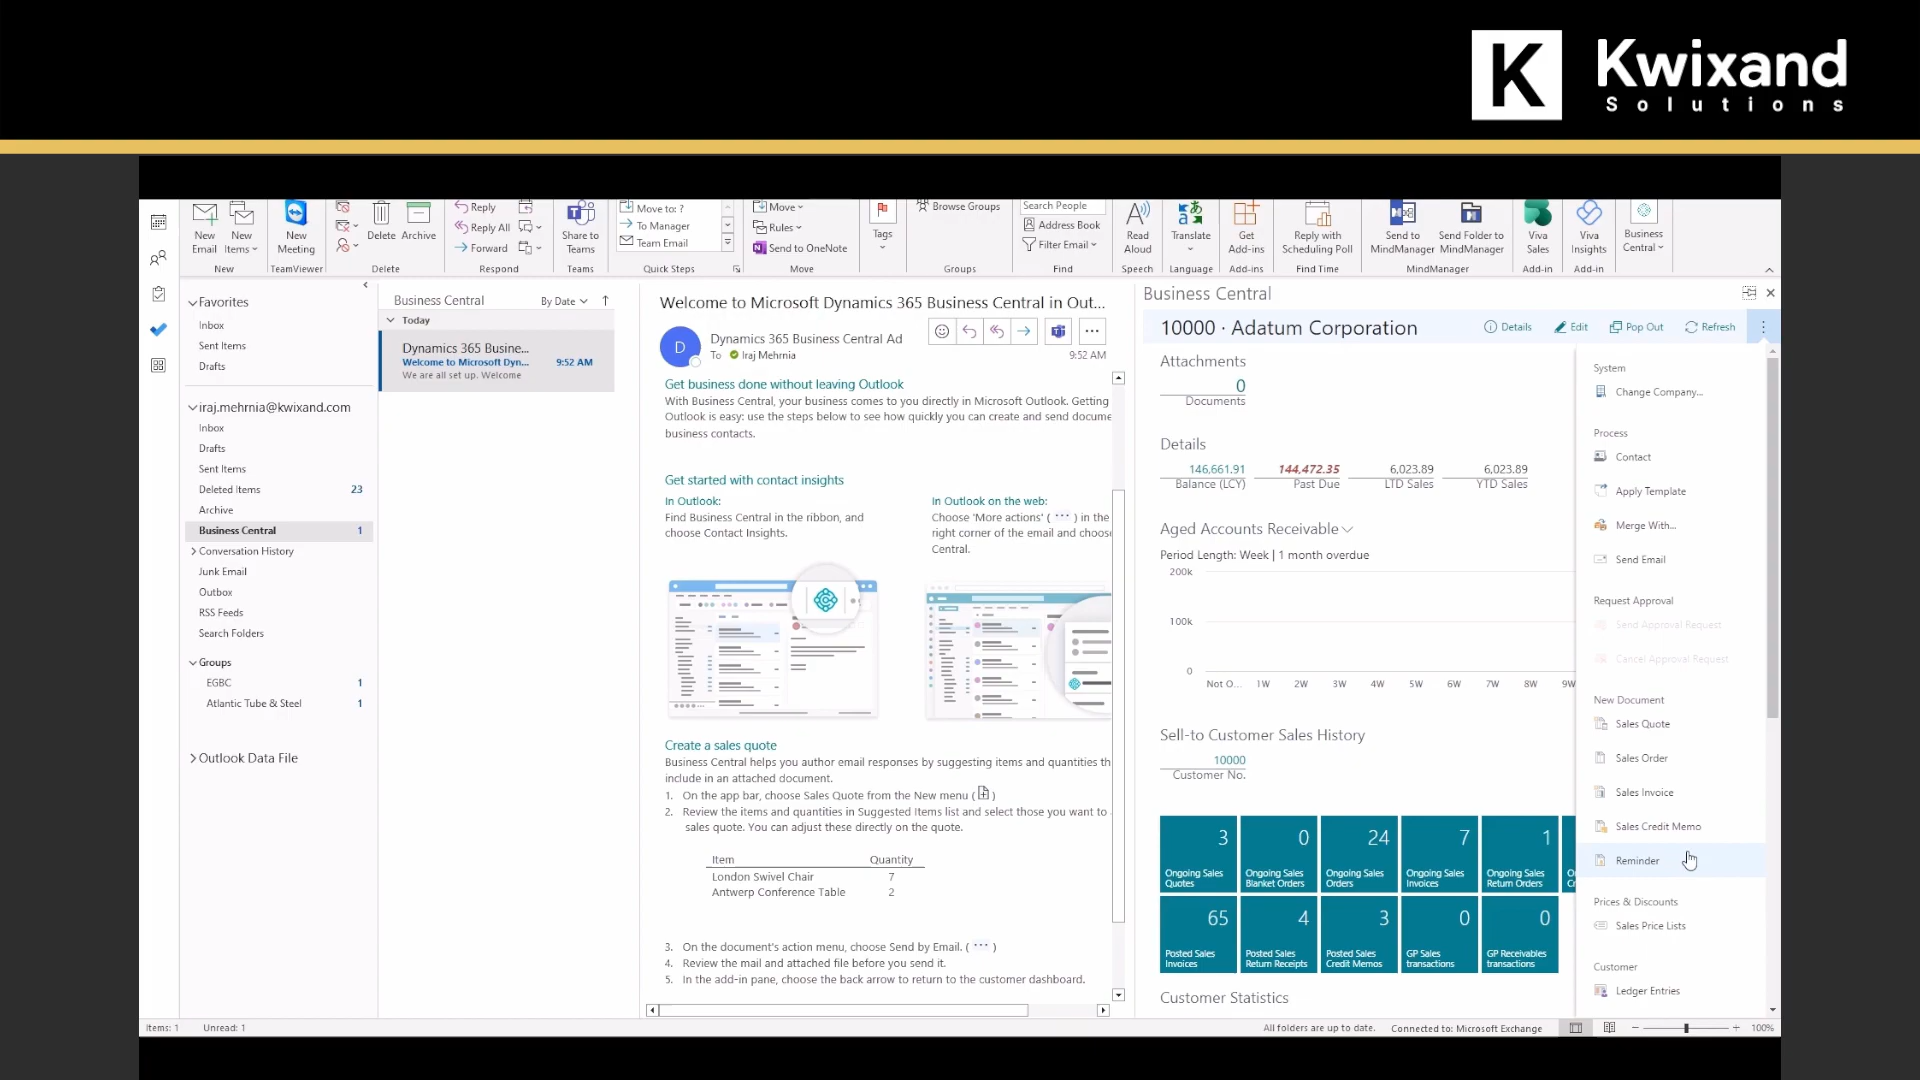 K Kwixand
Solutions
New Email
New Items
New
New Meeting
TeamViewer
Delete
Archive
Delete
Reply
Reply All
Forward
Respond
Share to Teams
Teams
Move to: ?
To Manager
Team Email
Quick Steps
Move
Rules
Send to OneNote
Move
Tags
Browse Groups
Groups
Search People
Address Book
Filter Email
Find
Read Aloud
Speech
Translate
Language
Get Add-ins
Add-ins
Reply with Scheduling Poll
Find Time
Send to MindManager
Send Folder to MindManager
MindManager
Viva Sales
Add-in
Viva Insights
Add-in
Business Central
Favorites
Inbox
Sent Items
Drafts
iraj.mehrnia@kwixand.com
Inbox
Drafts
Sent Items
Deleted Items 23
Archive
Business Central 1
Conversation History
Junk Email
Outbox
RSS Feeds
Search Folders
Groups
EGBC 1
Atlantic Tube & Steel 1
Outlook Data File
Business Central By Date
Today
Dynamics 365 Busine...
Welcome to Microsoft Dyn... 9:52 AM
We are all set up. Welcome
Welcome to Microsoft Dynamics 365 Business Central in Out...
D
Dynamics 365 Business Central Ad
To Iraj Mehrnia 9:52 AM
Get business done without leaving Outlook
With Business Central, your business comes to you directly in Microsoft Outlook. Getting
Outlook is easy: use the steps below to see how quickly you can create and send docume
business contacts.
Get started with contact insights
In Outlook:
Find Business Central in the ribbon, and
choose Contact Insights.
In Outlook on the web:
Choose 'More actions' ( ··· ) in the
right corner of the email and choose
Central.
Create a sales quote
Business Central helps you author email responses by suggesting items and quantities th
include in an attached document.
1. On the app bar, choose Sales Quote from the New menu ( )
2. Review the items and quantities in Suggested Items list and select those you want to
sales quote. You can adjust these directly on the quote.
Item Quantity
London Swivel Chair 7
Antwerp Conference Table 2
3. On the document's action menu, choose Send by Email. ( ··· )
4. Review the mail and attached file before you send it.
5. In the add-in pane, choose the back arrow to return to the customer dashboard.
Business Central
10000 · Adatum Corporation
Details Edit Pop Out Refresh
Attachments
0
Documents
Details
146,661.91 144,472.35 6,023.89 6,023.89
Balance (LCY) Past Due LTD Sales YTD Sales
Aged Accounts Receivable
Period Length: Week | 1 month overdue
200k
100k
0
Not O... 1W 2W 3W 4W 5W 6W 7W 8W 9W
Sell-to Customer Sales History
10000
Customer No.
3 Ongoing Sales Quotes
0 Ongoing Sales Blanket Orders
24 Ongoing Sales Orders
7 Ongoing Sales Invoices
1 Ongoing Sales Return Orders
65 Posted Sales Invoices
4 Posted Sales Return Receipts
3 Posted Sales Credit Memos
0 GP Sales transactions
0 GP Receivables transactions
Customer Statistics
System
Change Company...
Process
Contact
Apply Template
Merge With...
Send Email
Request Approval
Send Approval Request
Cancel Approval Request
New Document
Sales Quote
Sales Order
Sales Invoice
Sales Credit Memo
Reminder
Prices & Discounts
Sales Price Lists
Customer
Ledger Entries
Items: 1 Unread: 1
All folders are up to date. Connected to: Microsoft Exchange 100%